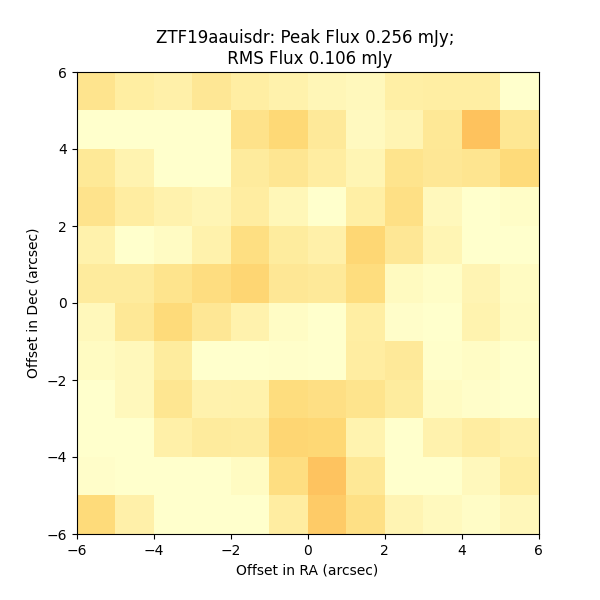 ZTF19aauisdr: Peak Flux 0.256 mJy;
RMS Flux 0.106 mJy
6
4
2
0
−2
−4
−6
Offset in Dec (arcsec)
−6 −4 −2 0 2 4 6
Offset in RA (arcsec)